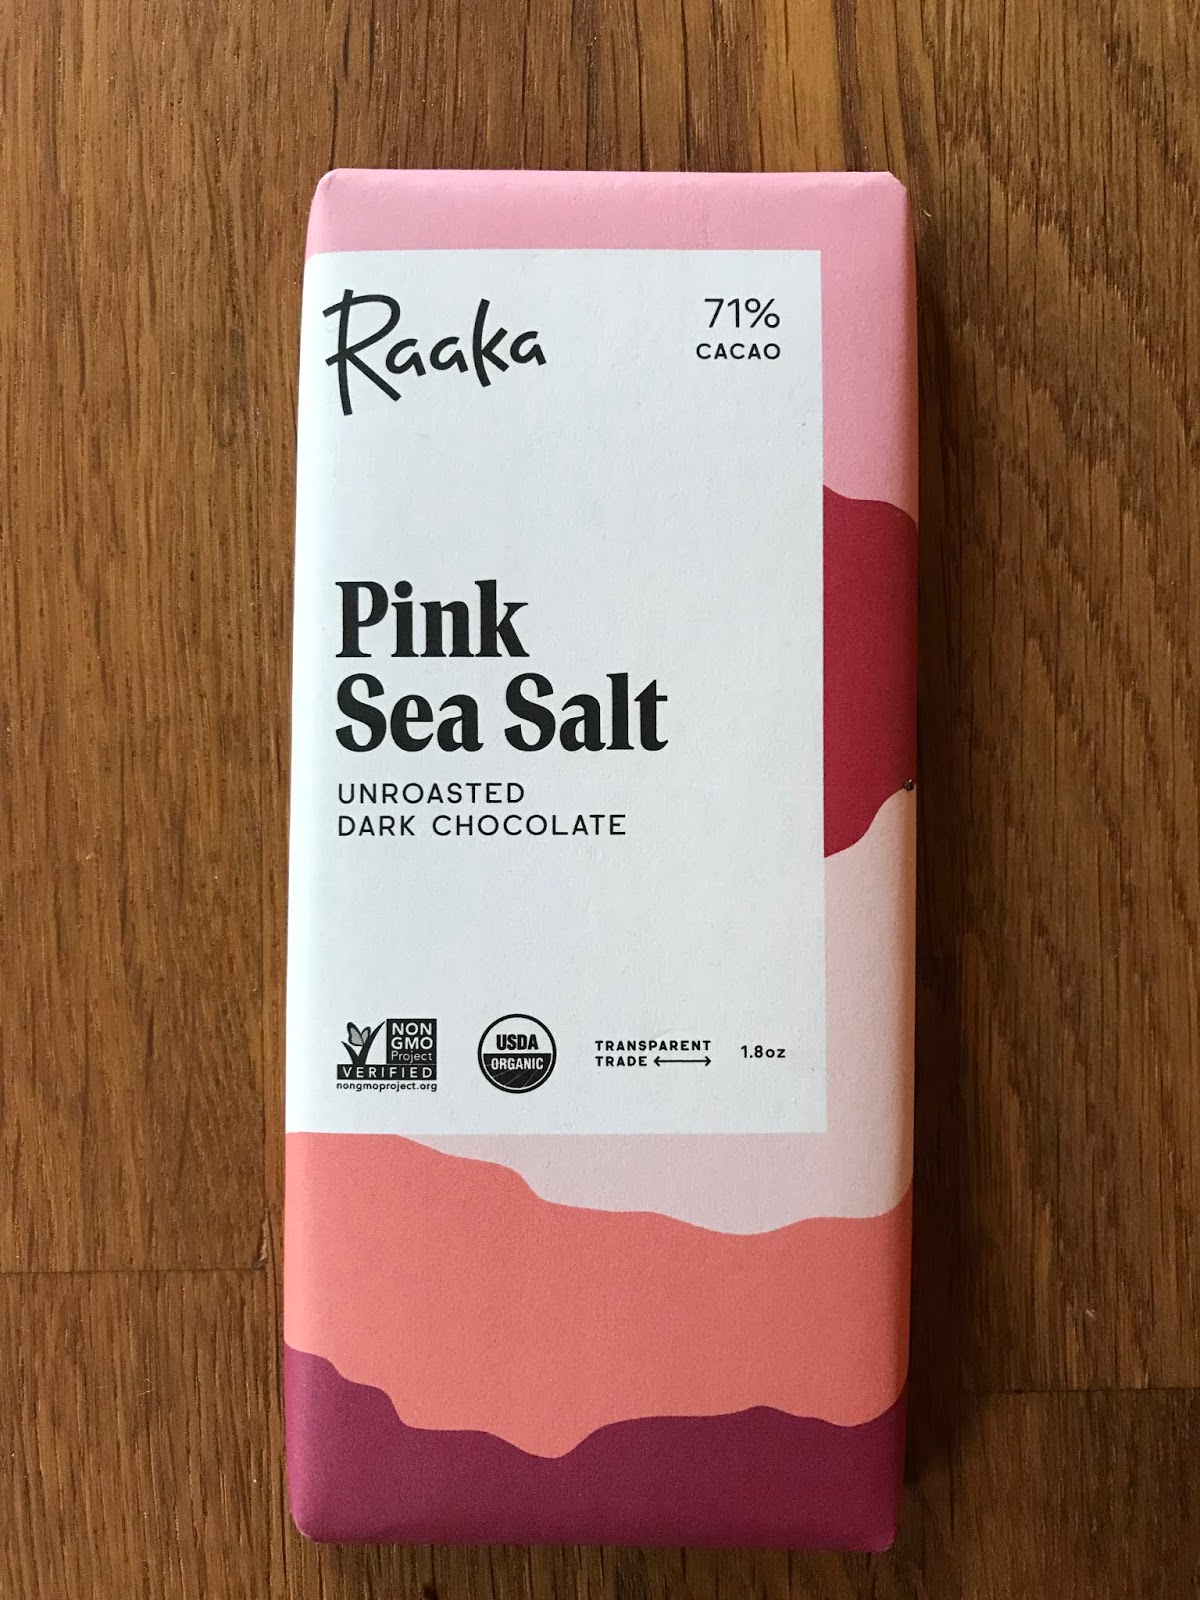 Raaka
71%
CACAO
Pink
Sea Salt
UNROASTED
DARK CHOCOLATE
NON
GMO
Project
VERIFIED
nongmoproject.org
USDA
ORGANIC
TRANSPARENT
TRADE
1.8oz